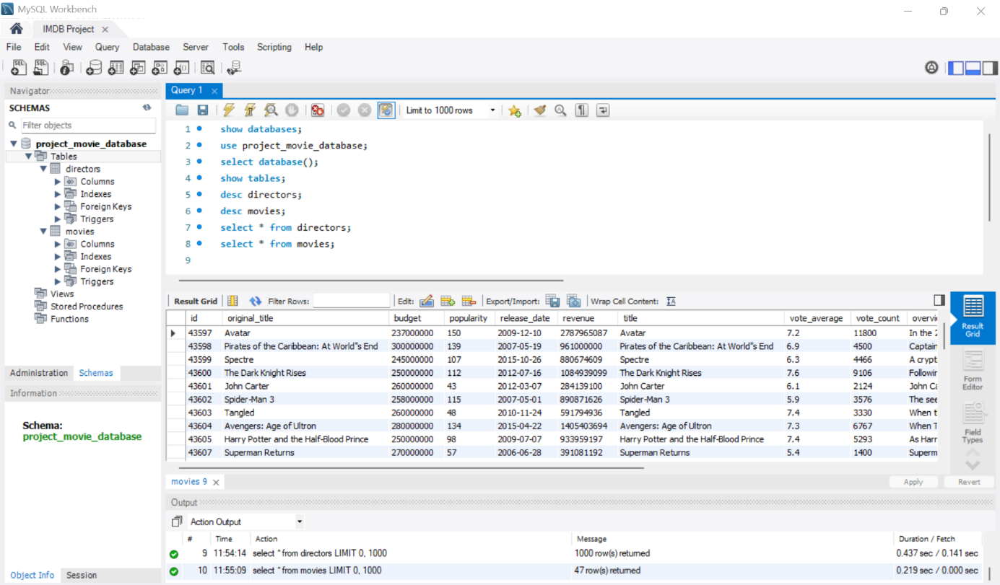 MySQL Workbench
IMDB Project
File Edit View Query Database Server Tools Scripting Help
Navigator
SCHEMAS
Filter objects
project_movie_database
Tables
directors
Columns
Indexes
Foreign Keys
Triggers
movies
Columns
Indexes
Foreign Keys
Triggers
Views
Stored Procedures
Functions
Administration Schemas
Information
Schema:
project_movie_database
Object Info Session
Query 1
Limit to 1000 rows
1 show databases;
2 use project_movie_database;
3 select database();
4 show tables;
5 desc directors;
6 desc movies;
7 select * from directors;
8 select * from movies;
9
Result Grid Filter Rows: Edit: Export/Import: Wrap Cell Content:
id original_title budget popularity release_date revenue title vote_average vote_count overvi
43597 Avatar 237000000 150 2009-12-10 2787965087 Avatar 7.2 11800 In the 2
43598 Pirates of the Caribbean: At World"s End 300000000 139 2007-05-19 961000000 Pirates of the Caribbean: At World"s End 6.9 4500 Captain
43599 Spectre 245000000 107 2015-10-26 880674609 Spectre 6.3 4466 A crypt
43600 The Dark Knight Rises 250000000 112 2012-07-16 1084939099 The Dark Knight Rises 7.6 9106 Followin
43601 John Carter 260000000 43 2012-03-07 284139100 John Carter 6.1 2124 John Ca
43602 Spider-Man 3 258000000 115 2007-05-01 890871626 Spider-Man 3 5.9 3576 The see
43603 Tangled 260000000 48 2010-11-24 591794936 Tangled 7.4 3330 When t
43604 Avengers: Age of Ultron 280000000 134 2015-04-22 1405403694 Avengers: Age of Ultron 7.3 6767 When T
43605 Harry Potter and the Half-Blood Prince 250000000 98 2009-07-07 933959197 Harry Potter and the Half-Blood Prince 7.4 5293 As Harr
43607 Superman Returns 270000000 57 2006-06-28 391081192 Superman Returns 5.4 1400 Superm
Result
Grid
Form
Editor
Field
Types
movies 9
Apply Revert
Output
Action Output
# Time Action Message Duration / Fetch
9 11:54:14 select * from directors LIMIT 0, 1000 1000 row(s) returned 0.437 sec / 0.141 sec
10 11:55:09 select * from movies LIMIT 0, 1000 47 row(s) returned 0.219 sec / 0.000 sec